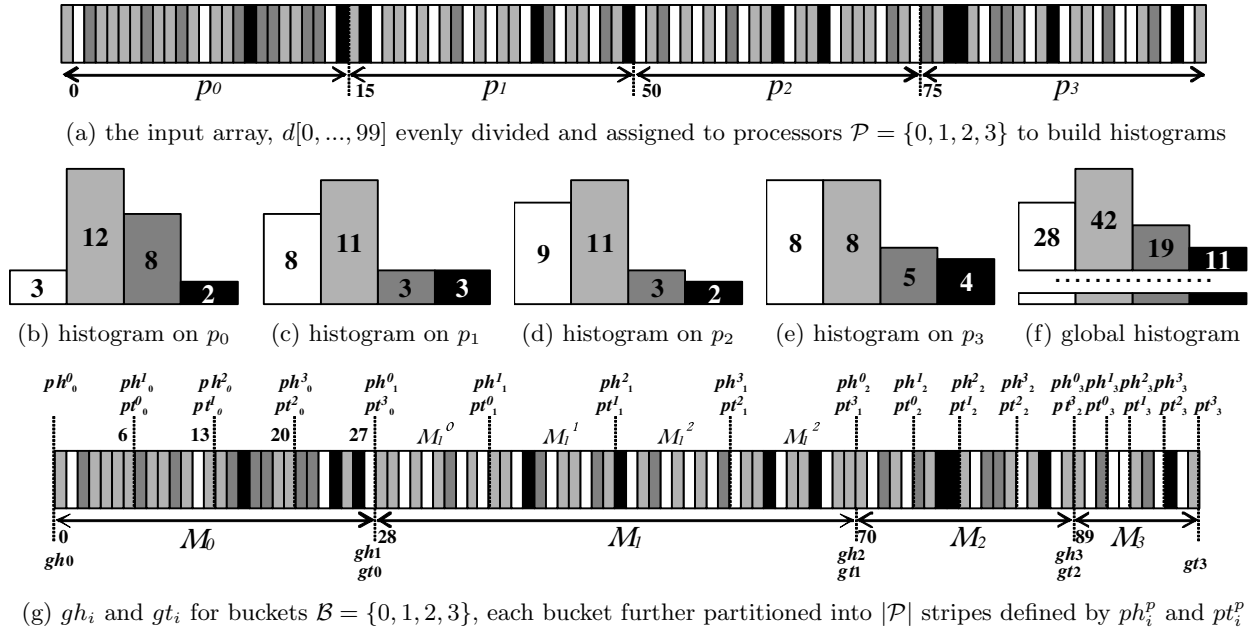 0 p₀ 15 p₁ 50 p₂ 75 p₃
(a) the input array, d[0, ..., 99] evenly divided and assigned to processors 𝒫 = {0, 1, 2, 3} to build histograms
3 12 8 2
8 11 3 3
9 11 3 2
8 8 5 4
28 42 19 11
(b) histogram on p₀
(c) histogram on p₁
(d) histogram on p₂
(e) histogram on p₃
(f) global histogram
ph⁰₀ ph¹₀ ph²₀ ph³₀ ph⁰₁ ph¹₁ ph²₁ ph³₁ ph⁰₂ ph¹₂ ph²₂ ph³₂ ph⁰₃ ph¹₃ ph²₃ ph³₃
pt⁰₀ pt¹₀ pt²₀ pt³₀ pt⁰₁ pt¹₁ pt²₁ pt³₁ pt⁰₂ pt¹₂ pt²₂ pt³₂ pt⁰₃ pt¹₃ pt²₃ pt³₃
6 13 20 27 M₁⁰ M₁¹ M₁² M₁²
0 M₀ 28 M₁ 70 M₂ 89 M₃
gh0 gh1 gh2 gh3 gt3
gt0 gt1 gt2
(g) ghᵢ and gtᵢ for buckets ℬ = {0, 1, 2, 3}, each bucket further partitioned into |𝒫| stripes defined by phᵢᵖ and ptᵢᵖ